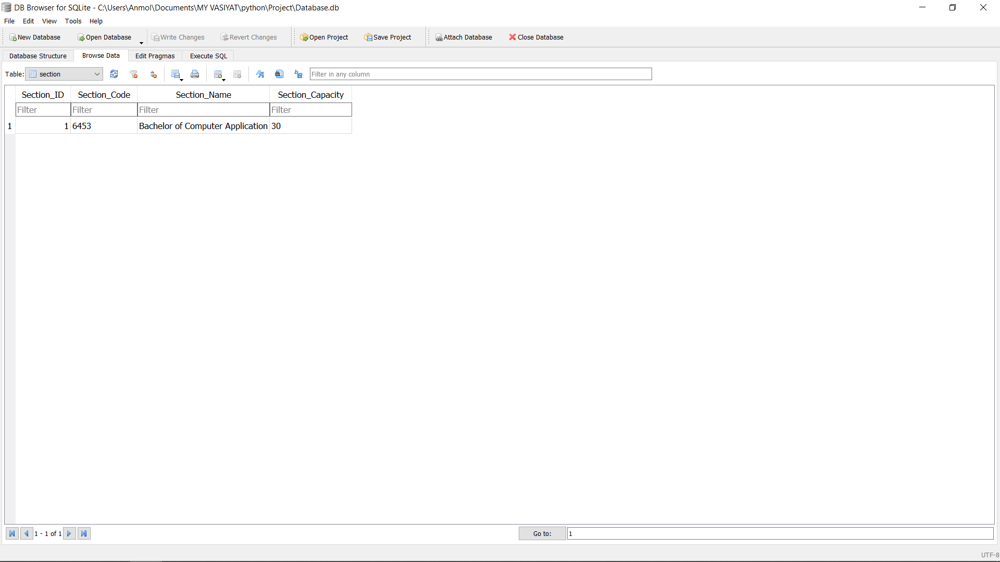 DB Browser for SQLite - C:\Users\Anmol\Documents\MY VASIYAT\python\Project\Database.db
File Edit View Tools Help
New Database Open Database Write Changes Revert Changes Open Project Save Project Attach Database Close Database
Database Structure Browse Data Edit Pragmas Execute SQL
Table: section Filter in any column
Section_ID Section_Code Section_Name Section_Capacity
Filter Filter Filter Filter
1 1 6453 Bachelor of Computer Application 30
1 - 1 of 1 Go to: 1
UTF-8